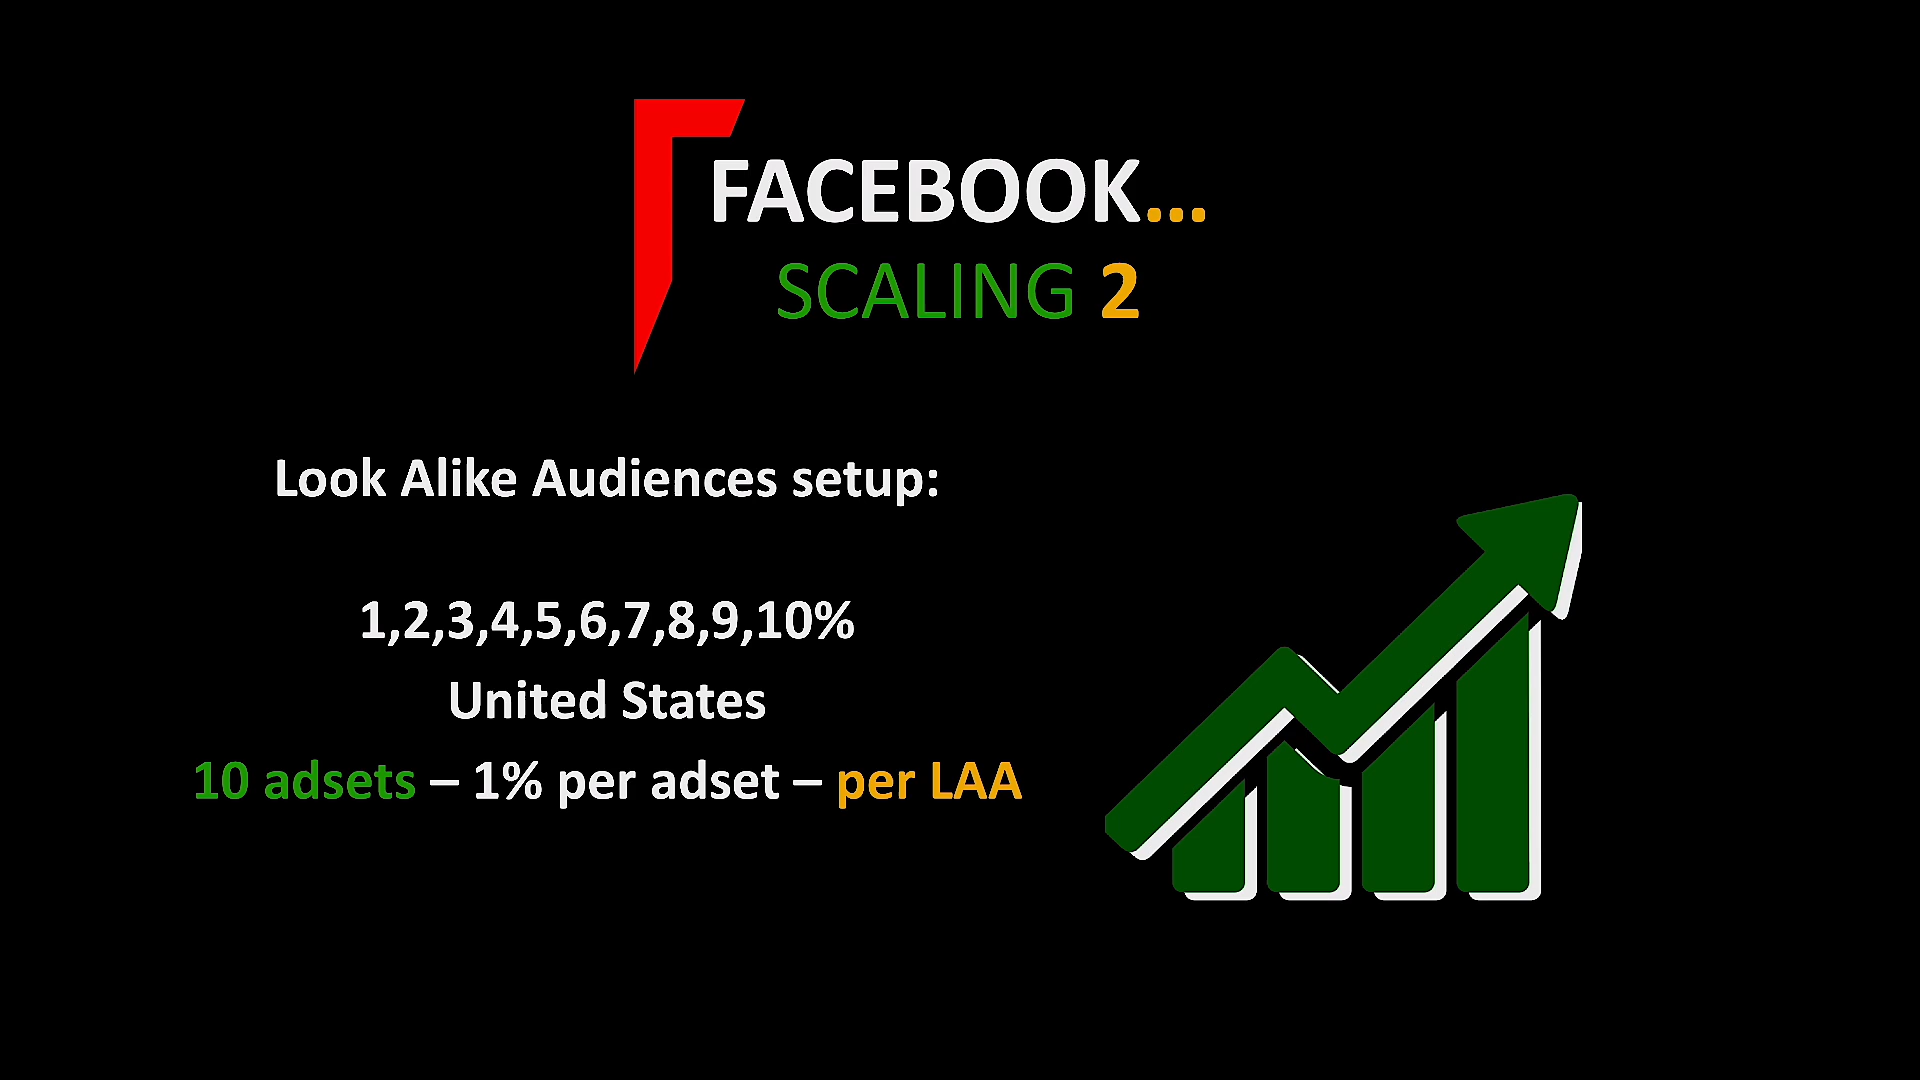 FACEBOOK...
SCALING 2
Look Alike Audiences setup:
1,2,3,4,5,6,7,8,9,10%
United States
10 adsets – 1% per adset – per LAA